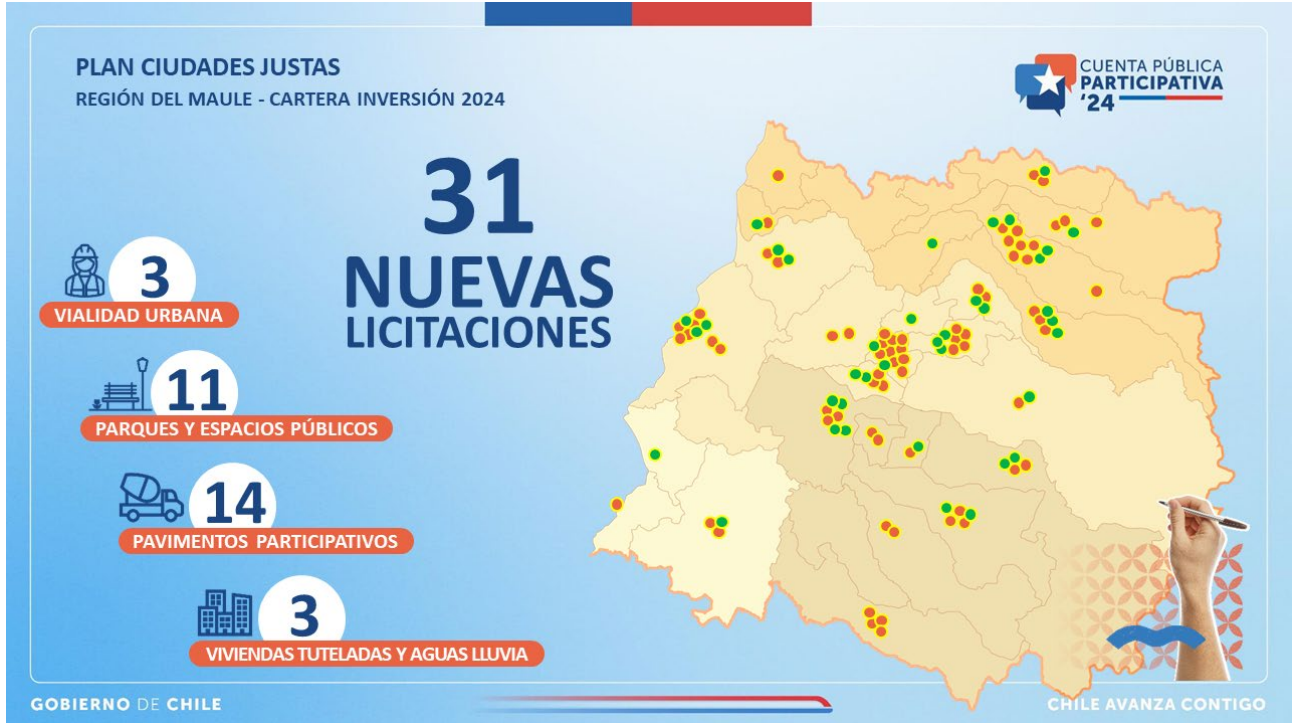 PLAN CIUDADES JUSTAS
REGIÓN DEL MAULE - CARTERA INVERSIÓN 2024
CUENTA PÚBLICA
PARTICIPATIVA
'24
31
NUEVAS
LICITACIONES
3
VIALIDAD URBANA
11
PARQUES Y ESPACIOS PÚBLICOS
14
PAVIMENTOS PARTICIPATIVOS
3
VIVIENDAS TUTELADAS Y AGUAS LLUVIA
GOBIERNO DE CHILE
CHILE AVANZA CONTIGO